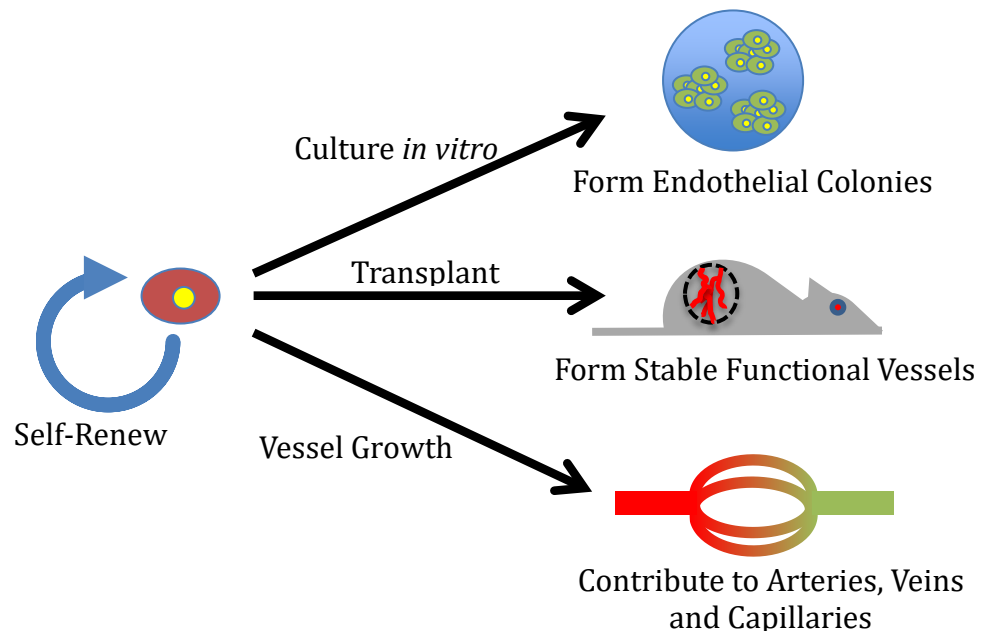 Culture in vitro
Form Endothelial Colonies
Transplant
Form Stable Functional Vessels
Self-Renew
Vessel Growth
Contribute to Arteries, Veins
and Capillaries